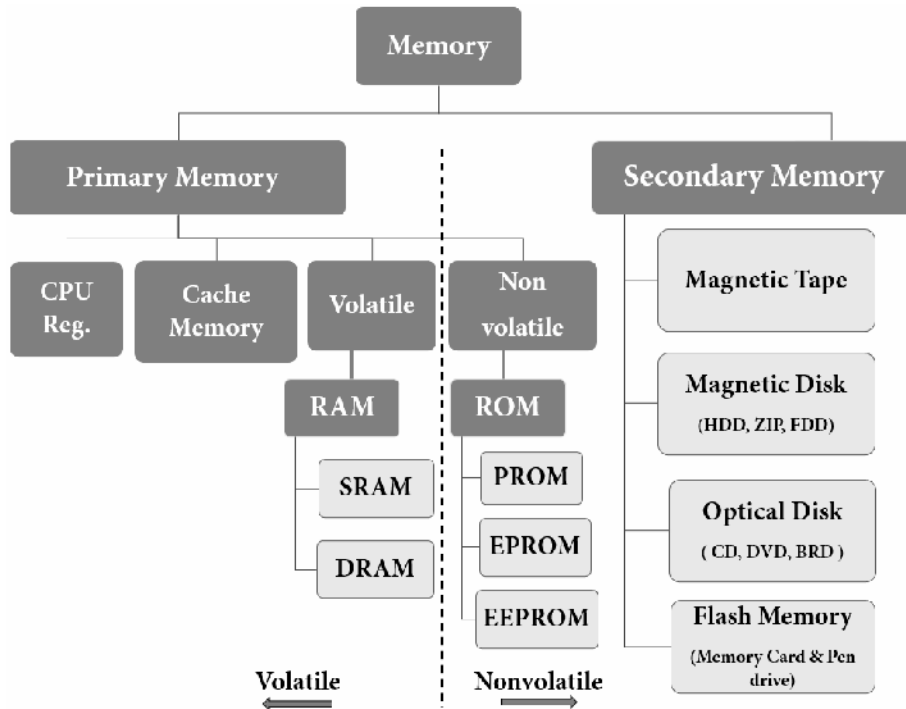 Memory
Primary Memory
Secondary Memory
CPU
Reg.
Cache
Memory
Volatile
Non
volatile
RAM
ROM
SRAM
DRAM
PROM
EPROM
EEPROM
Magnetic Tape
Magnetic Disk
(HDD, ZIP, FDD)
Optical Disk
( CD, DVD, BRD )
Flash Memory
(Memory Card & Pen
drive)
Volatile
Nonvolatile